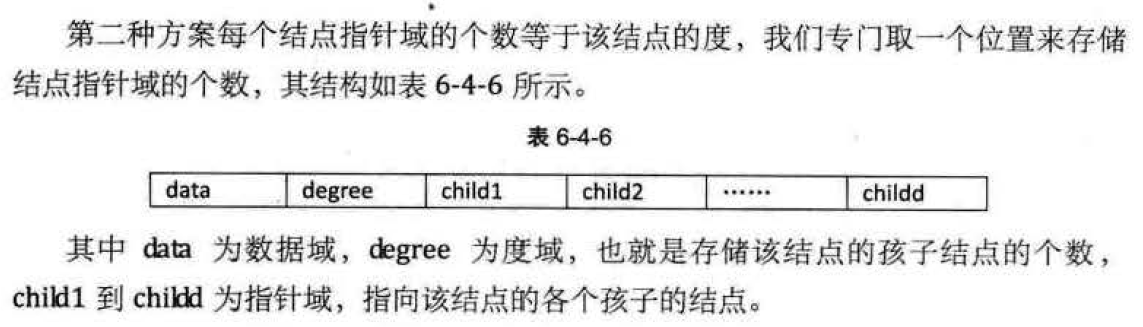 第二种方案每个结点指针域的个数等于该结点的度，我们专门取一个位置来存储
结点指针域的个数，其结构如表 6-4-6 所示。
表 6-4-6
data degree child1 child2 …… childd
其中 data 为数据域，degree 为度域，也就是存储该结点的孩子结点的个数，
child1 到 childd 为指针域，指向该结点的各个孩子的结点。